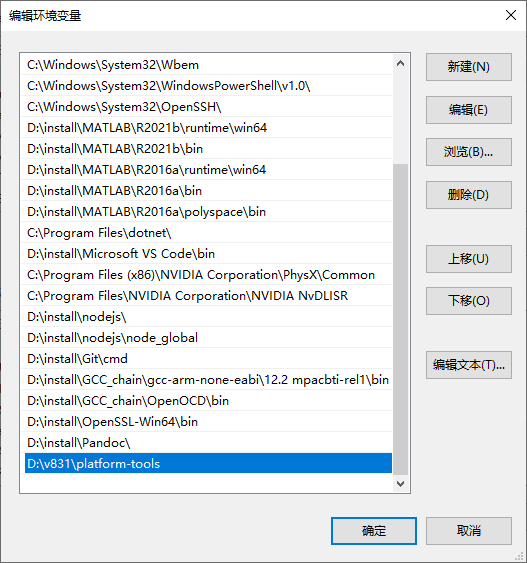 编辑环境变量
C:\Windows\System32\Wbem
C:\Windows\System32\WindowsPowerShell\v1.0\
C:\Windows\System32\OpenSSH\
D:\install\MATLAB\R2021b\runtime\win64
D:\install\MATLAB\R2021b\bin
D:\install\MATLAB\R2016a\runtime\win64
D:\install\MATLAB\R2016a\bin
D:\install\MATLAB\R2016a\polyspace\bin
C:\Program Files\dotnet\
D:\install\Microsoft VS Code\bin
C:\Program Files (x86)\NVIDIA Corporation\PhysX\Common
C:\Program Files\NVIDIA Corporation\NVIDIA NvDLISR
D:\install\nodejs\
D:\install\nodejs\node_global
D:\install\Git\cmd
D:\install\GCC_chain\gcc-arm-none-eabi\12.2 mpacbti-rel1\bin
D:\install\GCC_chain\OpenOCD\bin
D:\install\OpenSSL-Win64\bin
D:\install\Pandoc\
D:\v831\platform-tools
新建(N)
编辑(E)
浏览(B)...
删除(D)
上移(U)
下移(O)
编辑文本(T)...
确定
取消